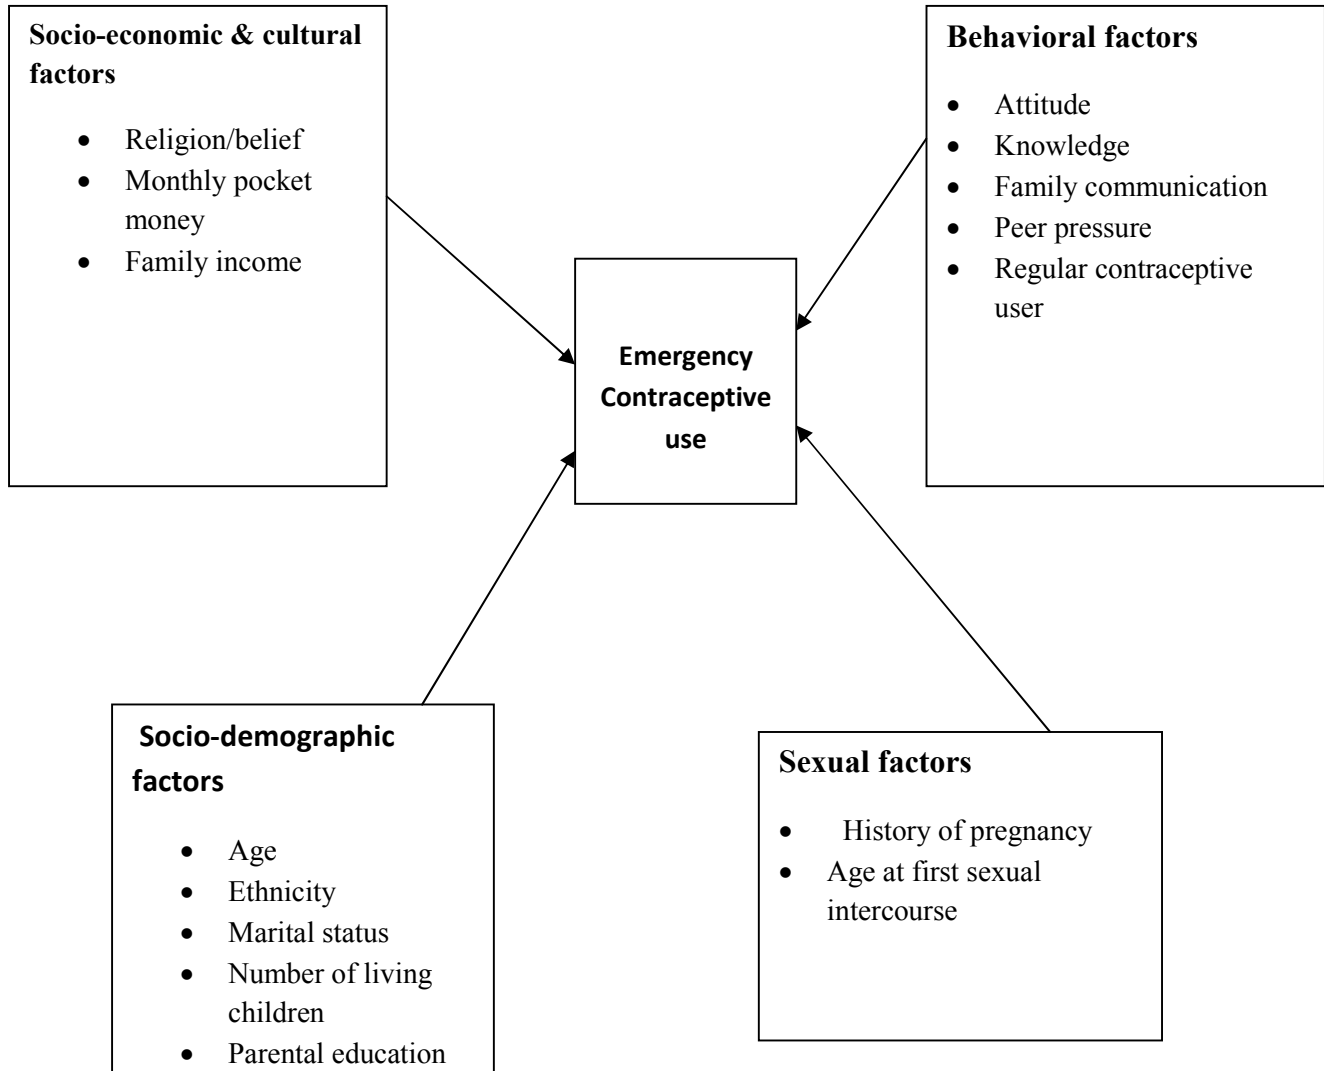 Socio-economic & cultural
factors
• Religion/belief
• Monthly pocket
money
• Family income
Behavioral factors
• Attitude
• Knowledge
• Family communication
• Peer pressure
• Regular contraceptive
user
Emergency
Contraceptive
use
Socio-demographic
factors
• Age
• Ethnicity
• Marital status
• Number of living
children
• Parental education
Sexual factors
• History of pregnancy
• Age at first sexual
intercourse